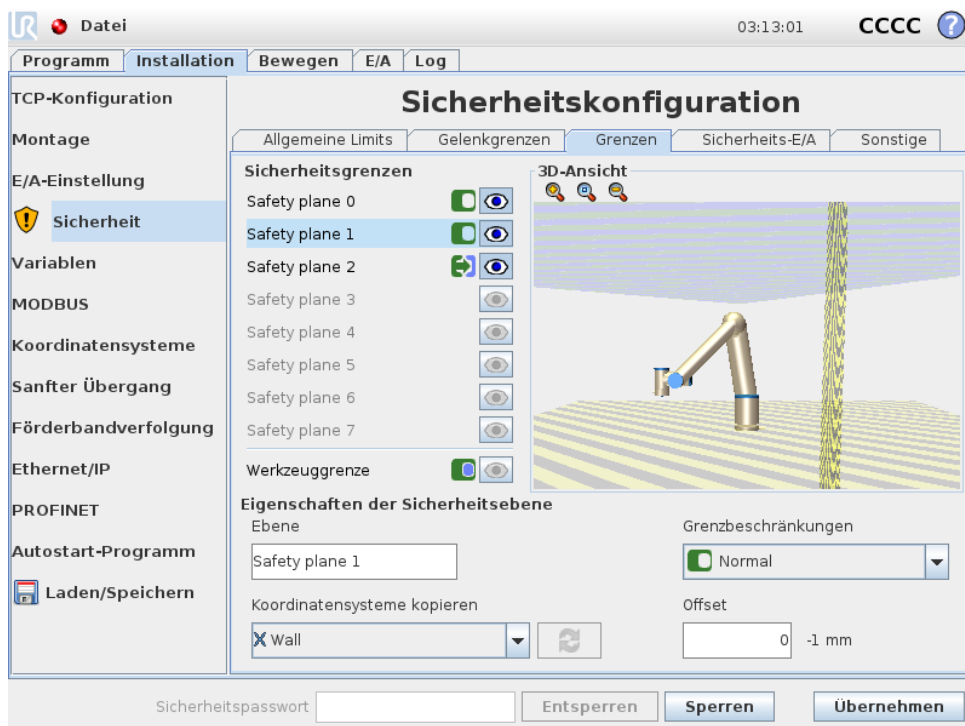 UR Datei 03:13:01 CCCC ?
Programm Installation Bewegen E/A Log
TCP-Konfiguration
Montage
E/A-Einstellung
Sicherheit
Variablen
MODBUS
Koordinatensysteme
Sanfter Übergang
Förderbandverfolgung
Ethernet/IP
PROFINET
Autostart-Programm
Laden/Speichern
Sicherheitskonfiguration
Allgemeine Limits Gelenkgrenzen Grenzen Sicherheits-E/A Sonstige
Sicherheitsgrenzen
Safety plane 0
Safety plane 1
Safety plane 2
Safety plane 3
Safety plane 4
Safety plane 5
Safety plane 6
Safety plane 7
Werkzeuggrenze
3D-Ansicht
Eigenschaften der Sicherheitsebene
Ebene
Safety plane 1
Grenzbeschränkungen
Normal
Koordinatensysteme kopieren
Wall
Offset
0 -1 mm
Sicherheitspasswort Entsperren Sperren Übernehmen